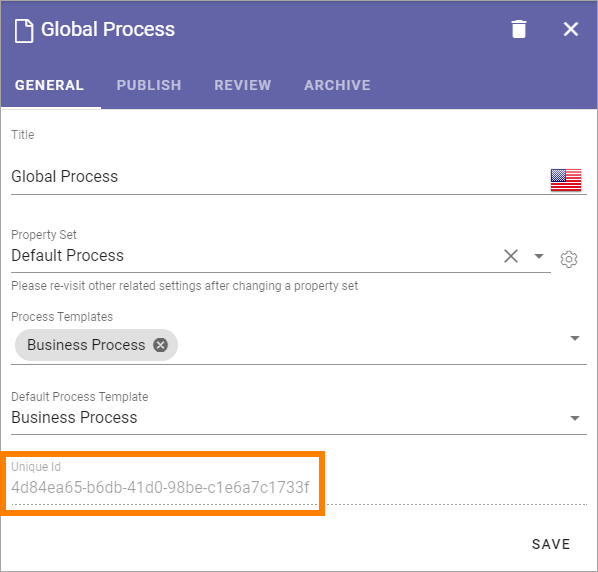 Global Process
GENERAL PUBLISH REVIEW ARCHIVE
Title
Global Process
Property Set
Default Process
Please re-visit other related settings after changing a property set
Process Templates
Business Process
Default Process Template
Business Process
Unique Id
4d84ea65-b6db-41d0-98be-c1e6a7c1733f
SAVE